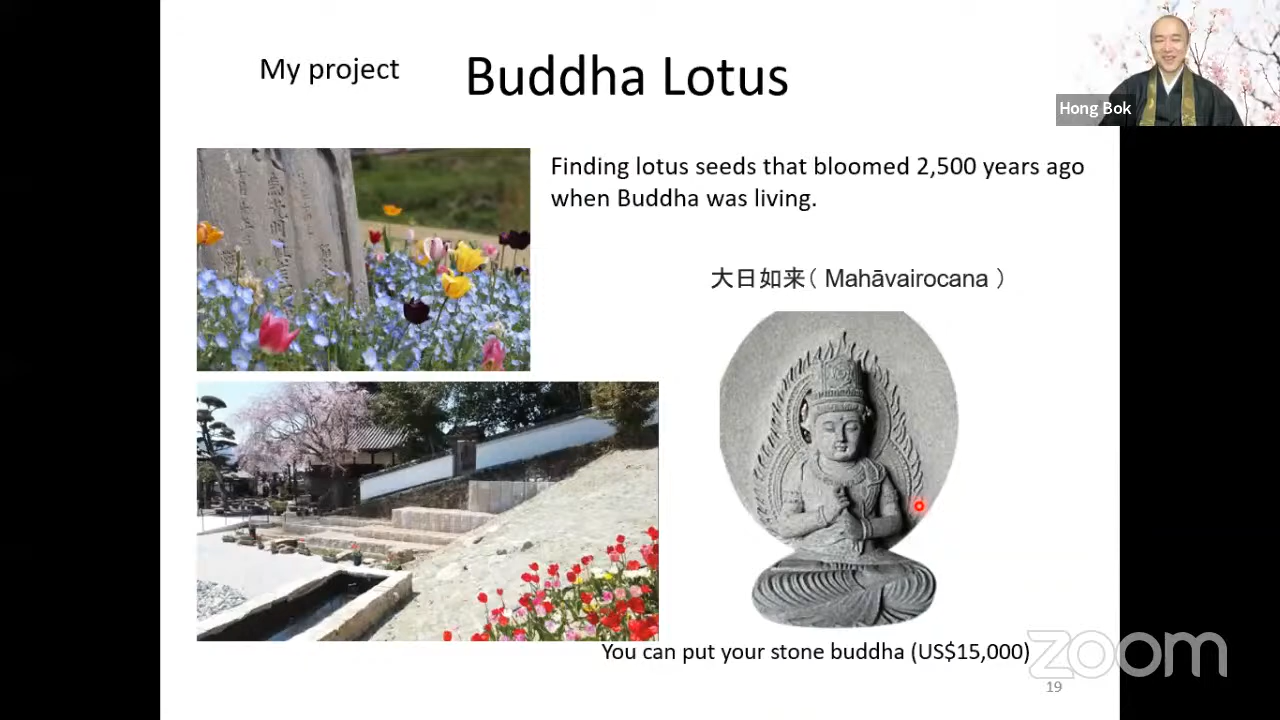 My project
Buddha Lotus
Hong Bok
Finding lotus seeds that bloomed 2,500 years ago
when Buddha was living.
大日如来（ Mahāvairocana ）
You can put your stone buddha (US$15,000)
zoom
19